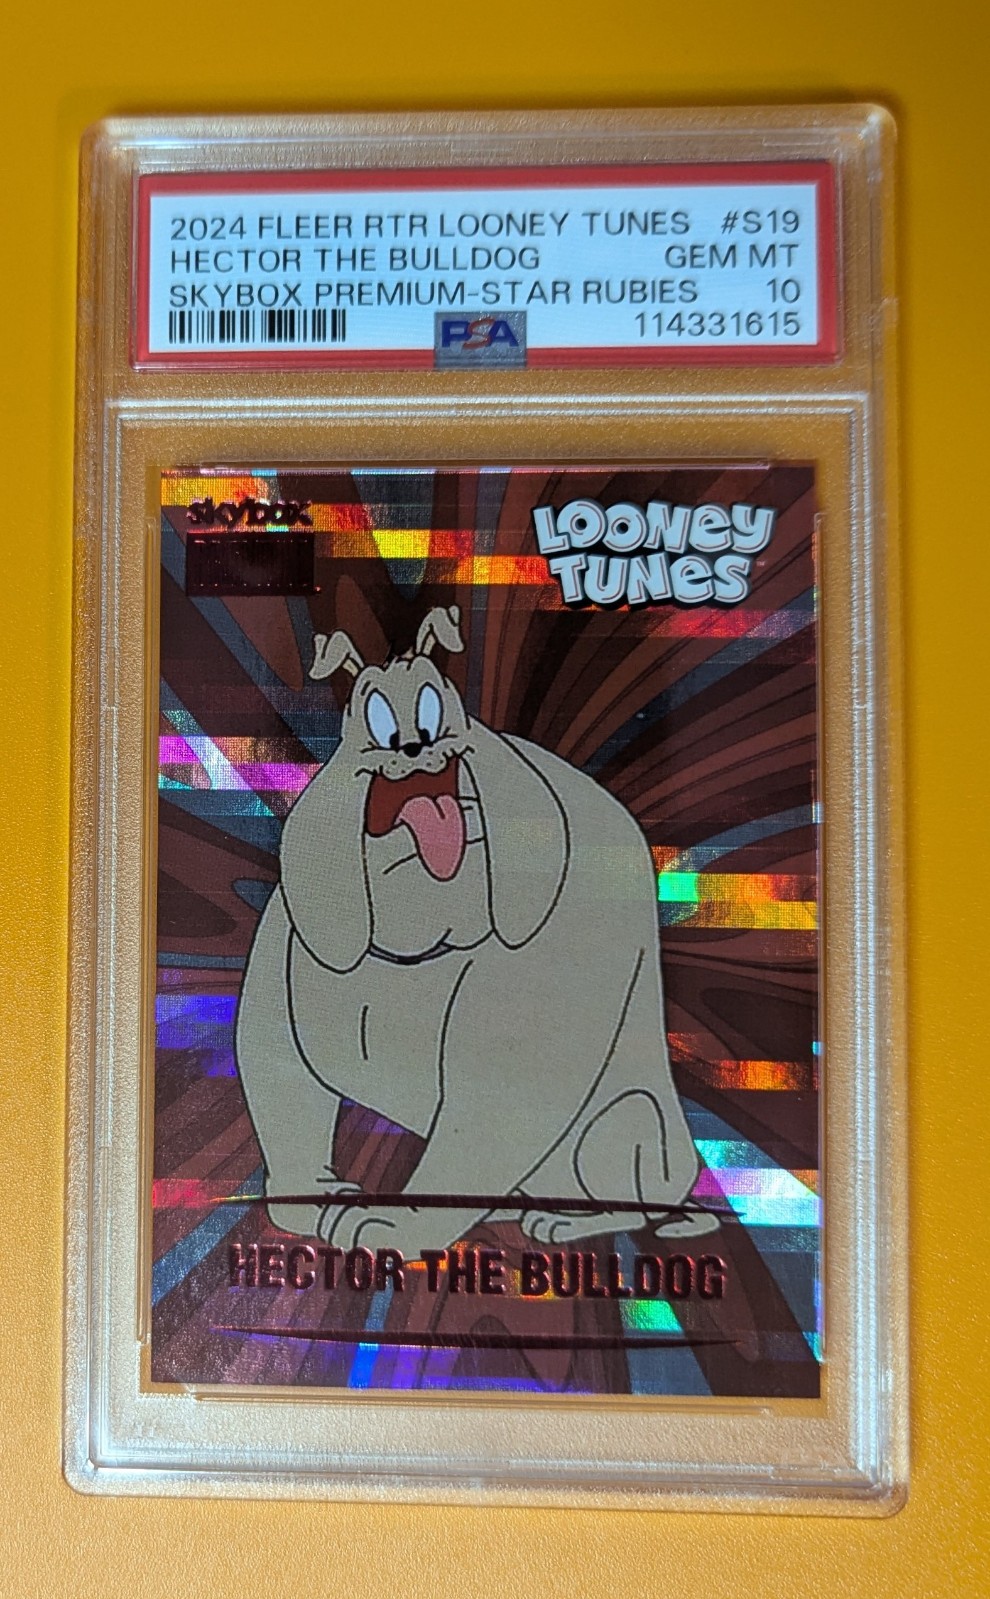 2024 FLEER RTR LOONEY TUNES #S19
HECTOR THE BULLDOG GEM MT
SKYBOX PREMIUM-STAR RUBIES 10
PSA 114331615
skybox
LOONEY TUNES
HECTOR THE BULLDOG